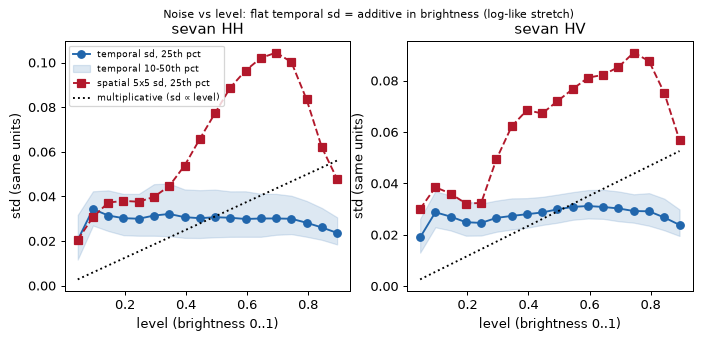 Noise vs level: flat temporal sd = additive in brightness (log-like stretch)
sevan HH
sevan HV
temporal sd, 25th pct
temporal 10-50th pct
spatial 5x5 sd, 25th pct
multiplicative (sd ∝ level)
std (same units)
0.10
0.08
0.06
0.04
0.02
0.00
0.2 0.4 0.6 0.8
level (brightness 0..1)
std (same units)
0.08
0.06
0.04
0.02
0.00
0.2 0.4 0.6 0.8
level (brightness 0..1)